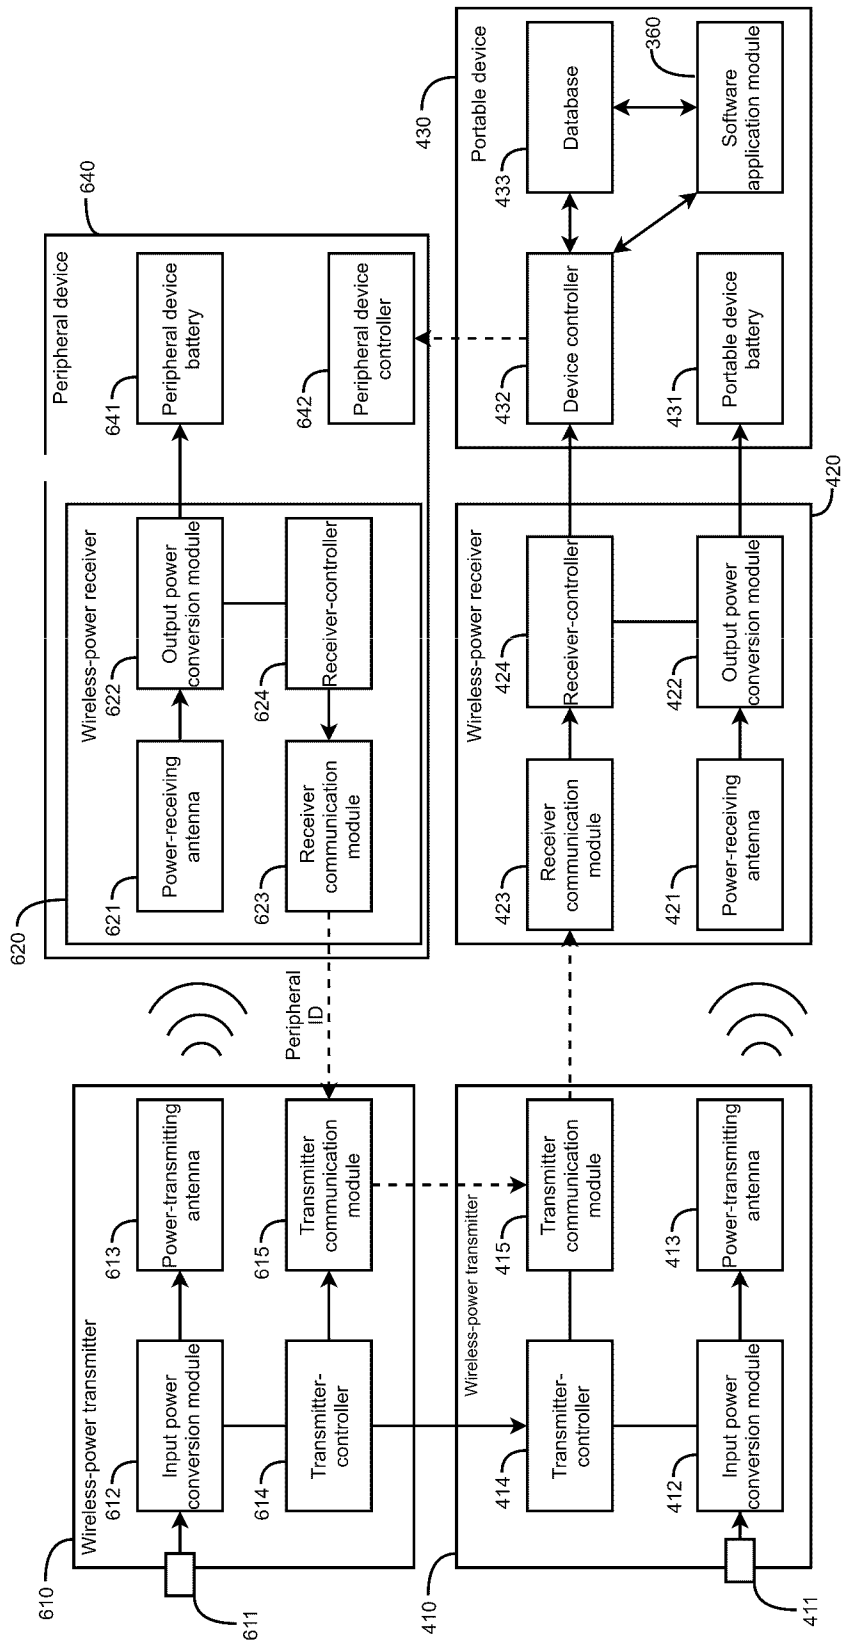 610
Wireless-power transmitter
611
612
Input power
conversion module
613
Power-transmitting
antenna
614
Transmitter-
controller
615
Transmitter
communication
module
Peripheral
ID
620
Wireless-power receiver
621
Power-receiving
antenna
622
Output power
conversion module
623
Receiver
communication
module
624
Receiver-controller
640
Peripheral device
641
Peripheral device
battery
642
Peripheral device
controller
410
Wireless-power transmitter
411
412
Input power
conversion module
413
Power-transmitting
antenna
414
Transmitter-
controller
415
Transmitter
communication
module
420
Wireless-power receiver
423
Receiver
communication
module
424
Receiver-controller
421
Power-receiving
antenna
422
Output power
conversion module
430
Portable device
432
Device controller
433
Database
431
Portable device
battery
360
Software
application module